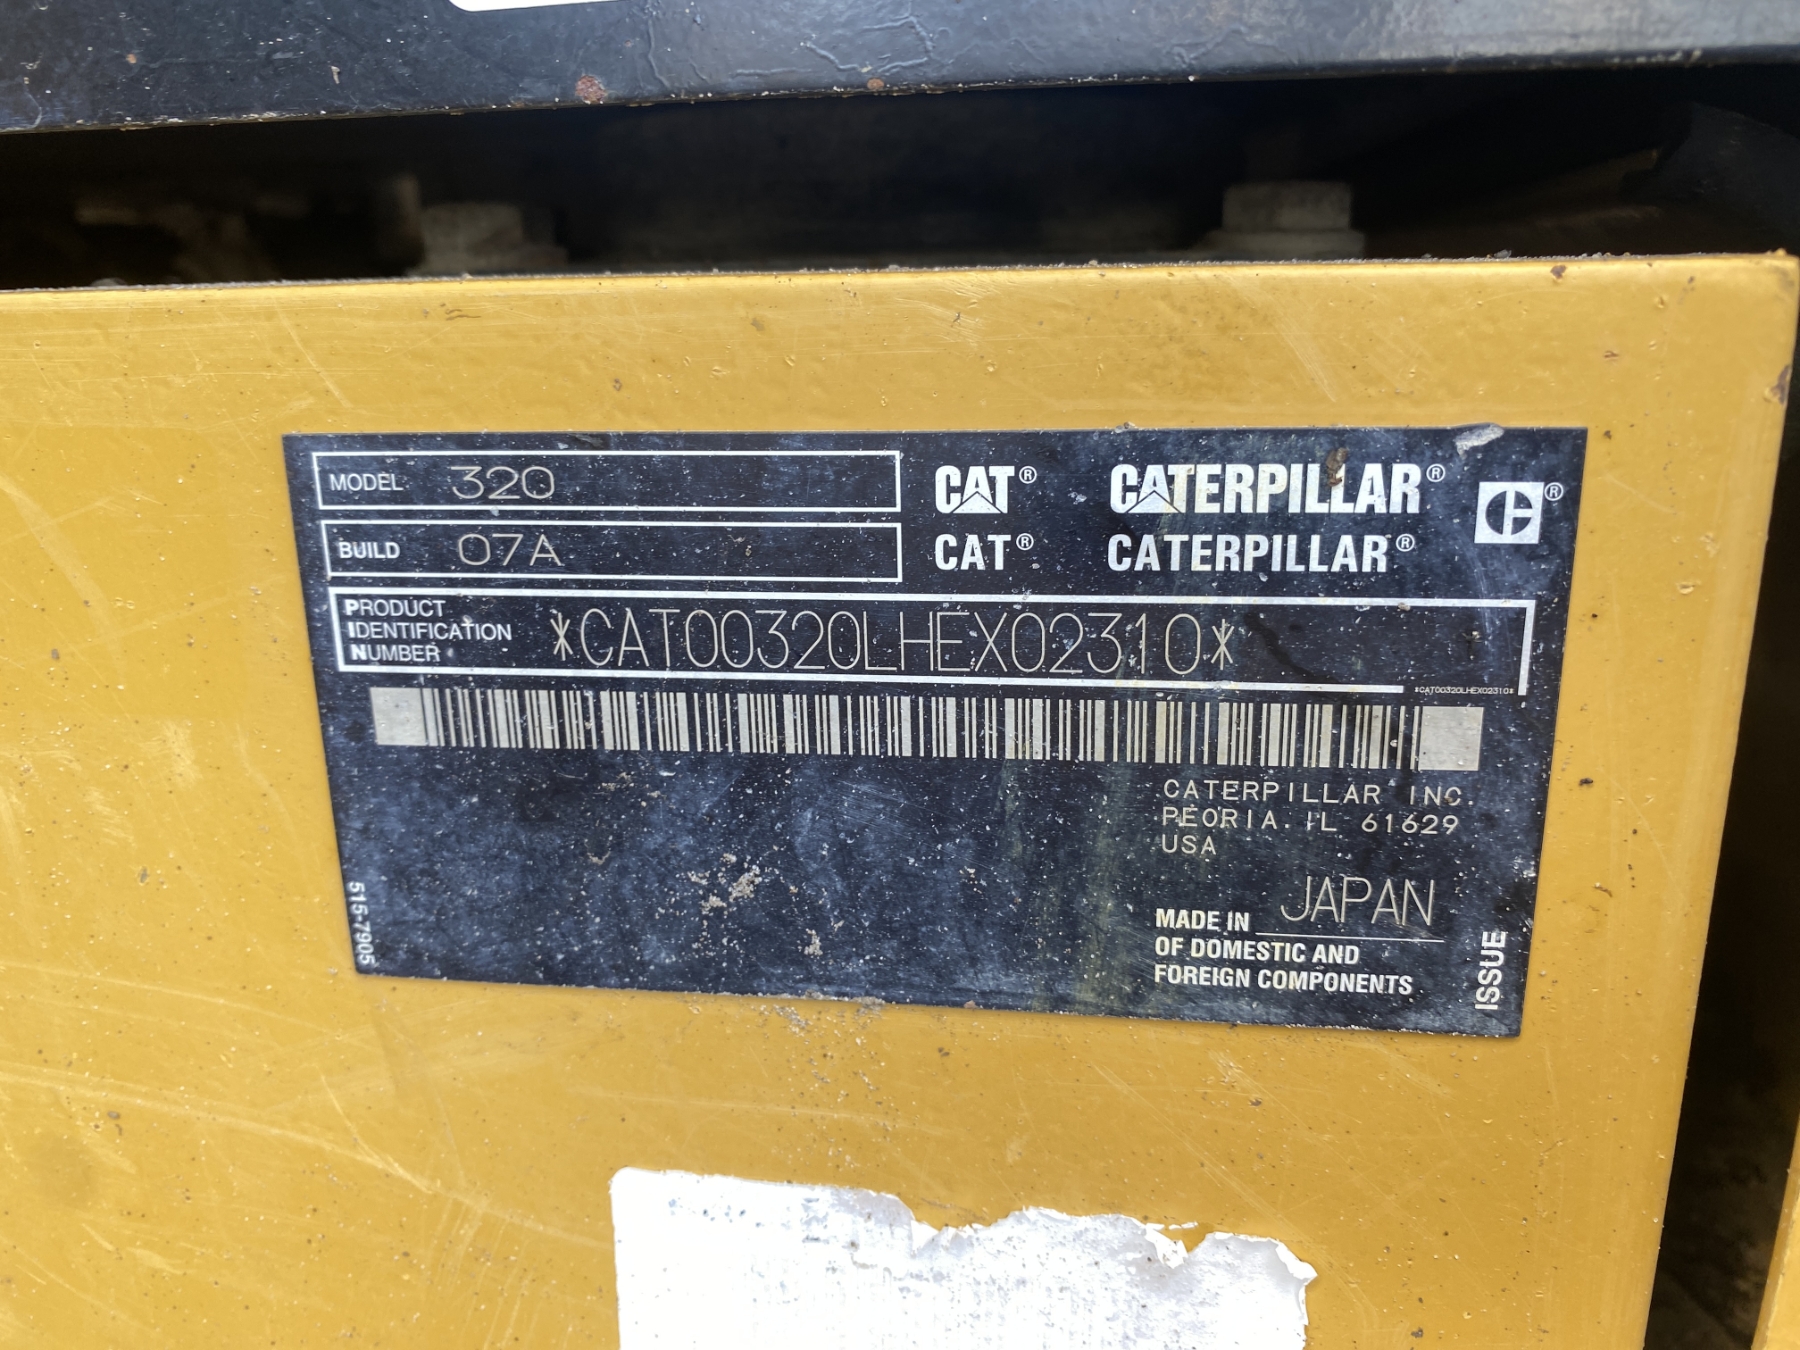 MODEL 320
CAT® CATERPILLAR®
BUILD 07A
CAT® CATERPILLAR®
PRODUCT
IDENTIFICATION
NUMBER
*CAT00320LHEX02310*
*CAT00320LHEX02310*
CATERPILLAR INC.
PEORIA, IL 61629
USA
MADE IN JAPAN
OF DOMESTIC AND
FOREIGN COMPONENTS
515-7905
ISSUE